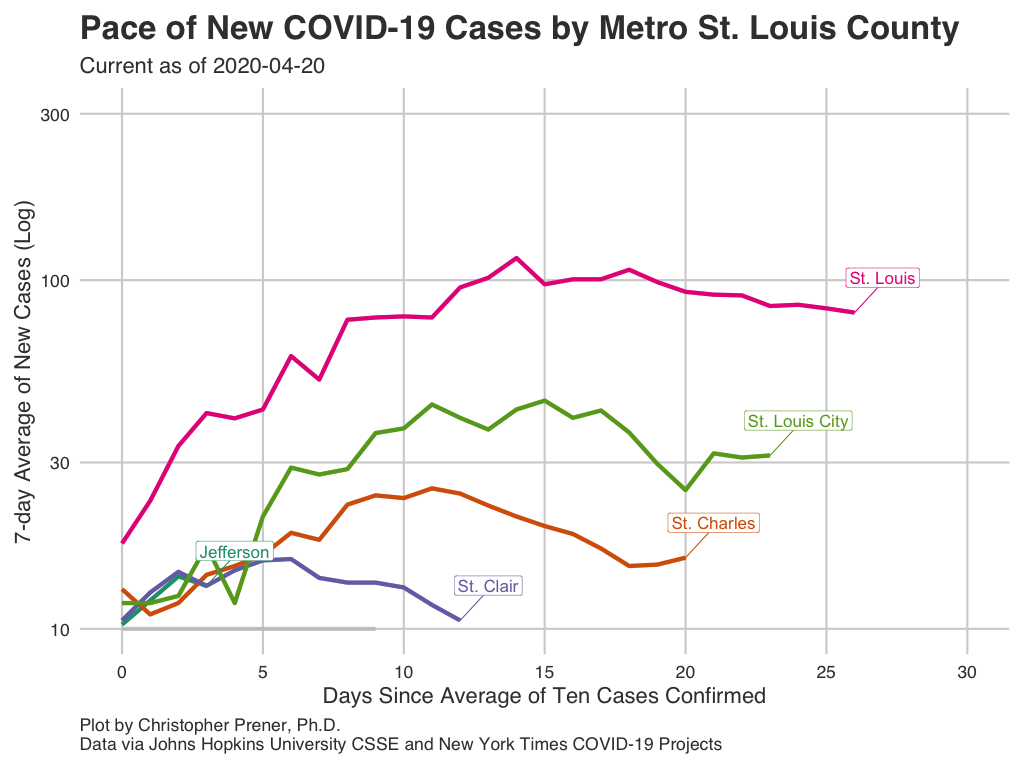 Pace of New COVID-19 Cases by Metro St. Louis County
Current as of 2020-04-20
7-day Average of New Cases (Log)
300
100
30
10
St. Louis
St. Louis City
St. Charles
Jefferson
St. Clair
0 5 10 15 20 25 30
Days Since Average of Ten Cases Confirmed
Plot by Christopher Prener, Ph.D.
Data via Johns Hopkins University CSSE and New York Times COVID-19 Projects